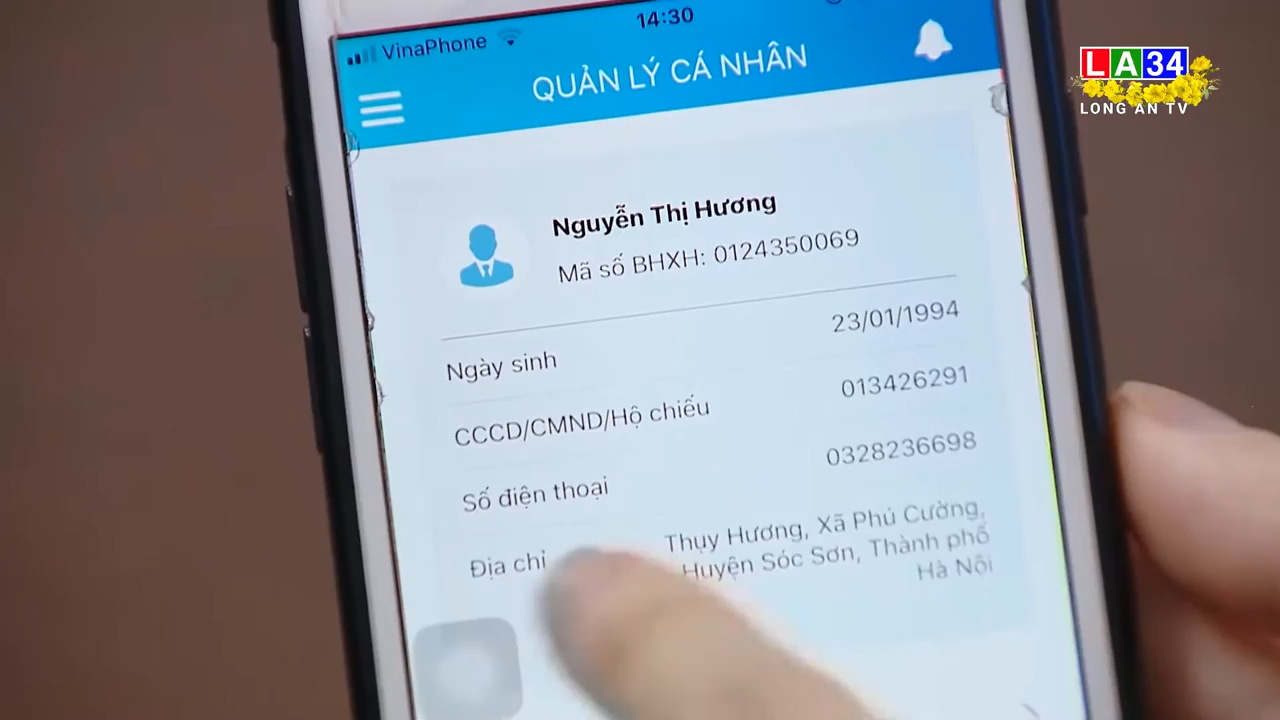 VinaPhone
14:30
QUẢN LÝ CÁ NHÂN
LA34
LONG AN TV
Nguyễn Thị Hương
Mã số BHXH: 0124350069
Ngày sinh
23/01/1994
CCCD/CMND/Hộ chiếu
013426291
Số điện thoại
0328236698
Địa chỉ
Thụy Hương, Xã Phú Cường,
Huyện Sóc Sơn, Thành phố
Hà Nội